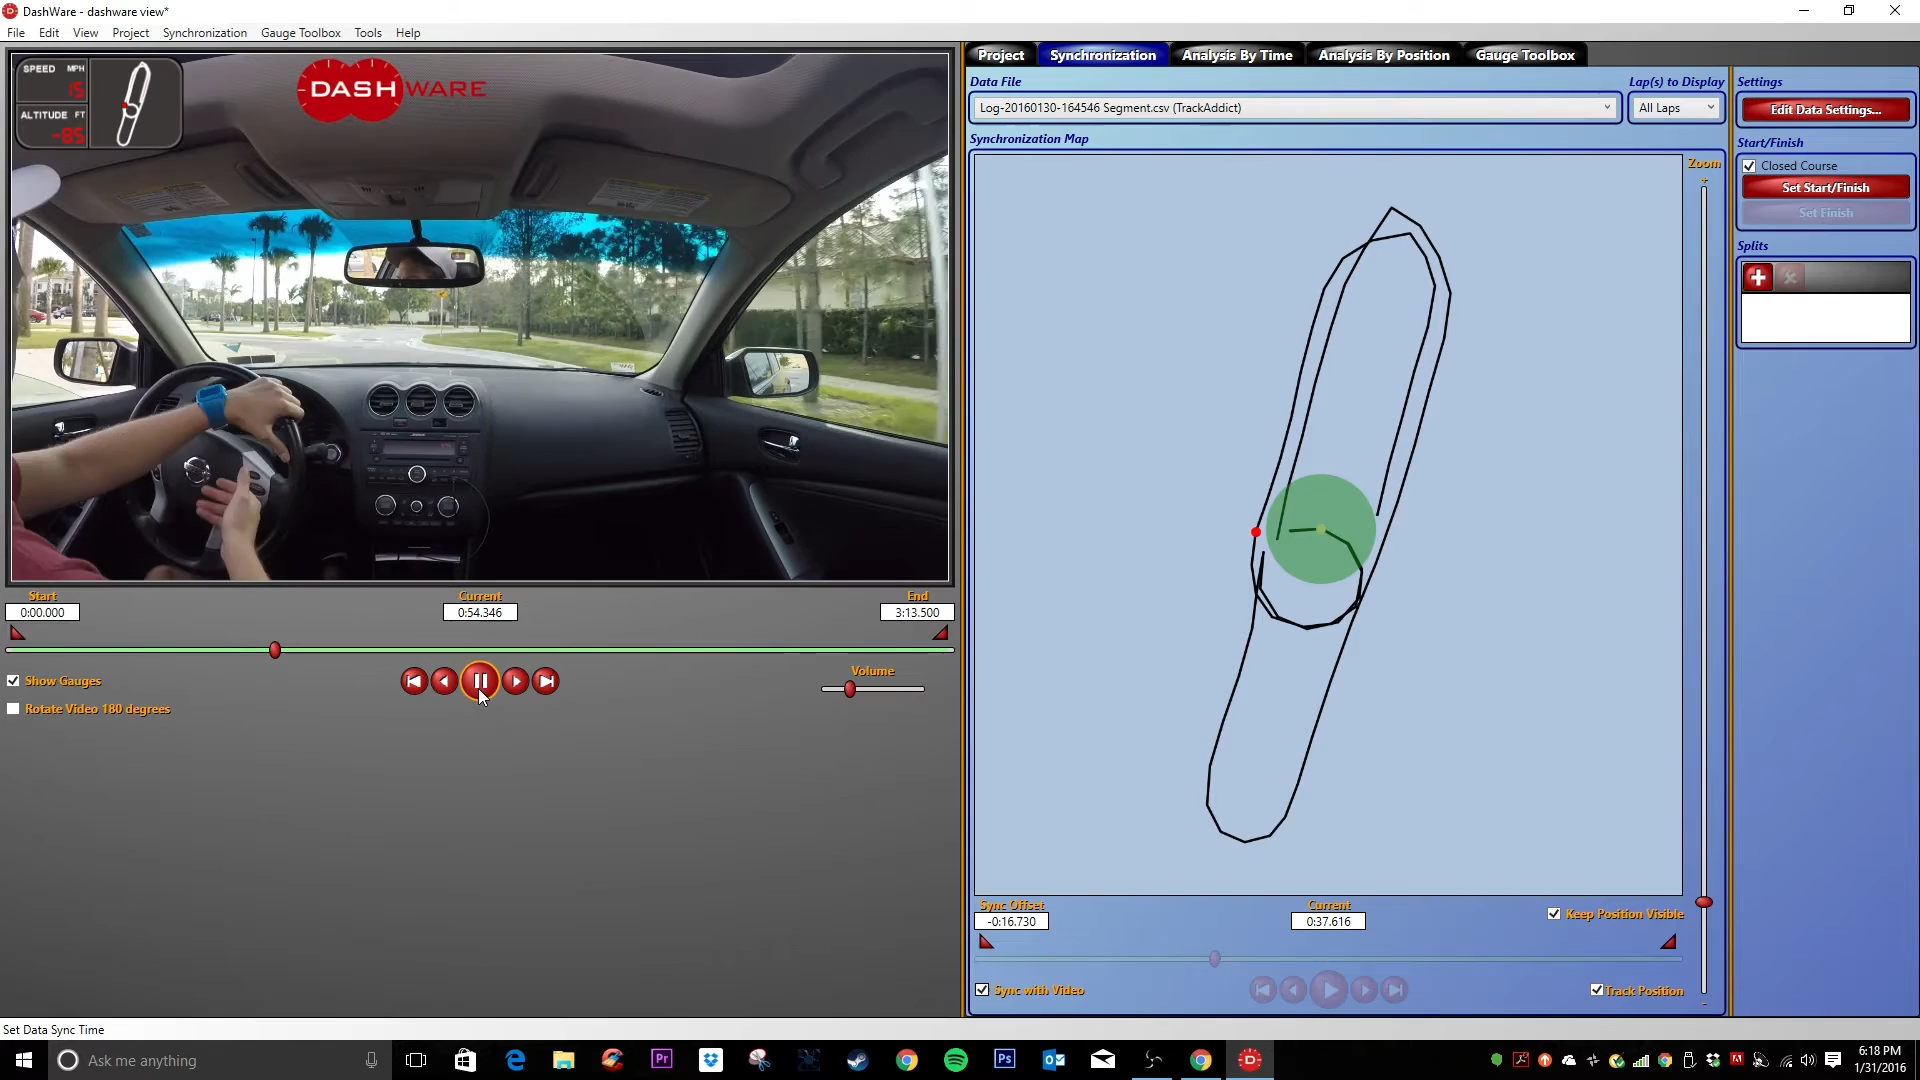 DashWare - dashware view*
File Edit View Project Synchronization Gauge Toolbox Tools Help
SPEED MPH
15
ALTITUDE FT
-85
DASHWARE
Project Synchronization Analysis By Time Analysis By Position Gauge Toolbox
Data File Lap(s) to Display Settings
Log-20160130-164546 Segment.csv (TrackAddict) All Laps Edit Data Settings...
Synchronization Map Start/Finish
Zoom Closed Course
+
Set Start/Finish
Set Finish
Splits
Start Current End
0:00.000 0:54.346 3:13.500
Show Gauges Volume
Rotate Video 180 degrees
Sync Offset Current
-0:16.730 0:37.616 Keep Position Visible
Sync with Video Track Position
-
Set Data Sync Time
Ask me anything
Pr
Ps
6:18 PM
1/31/2016